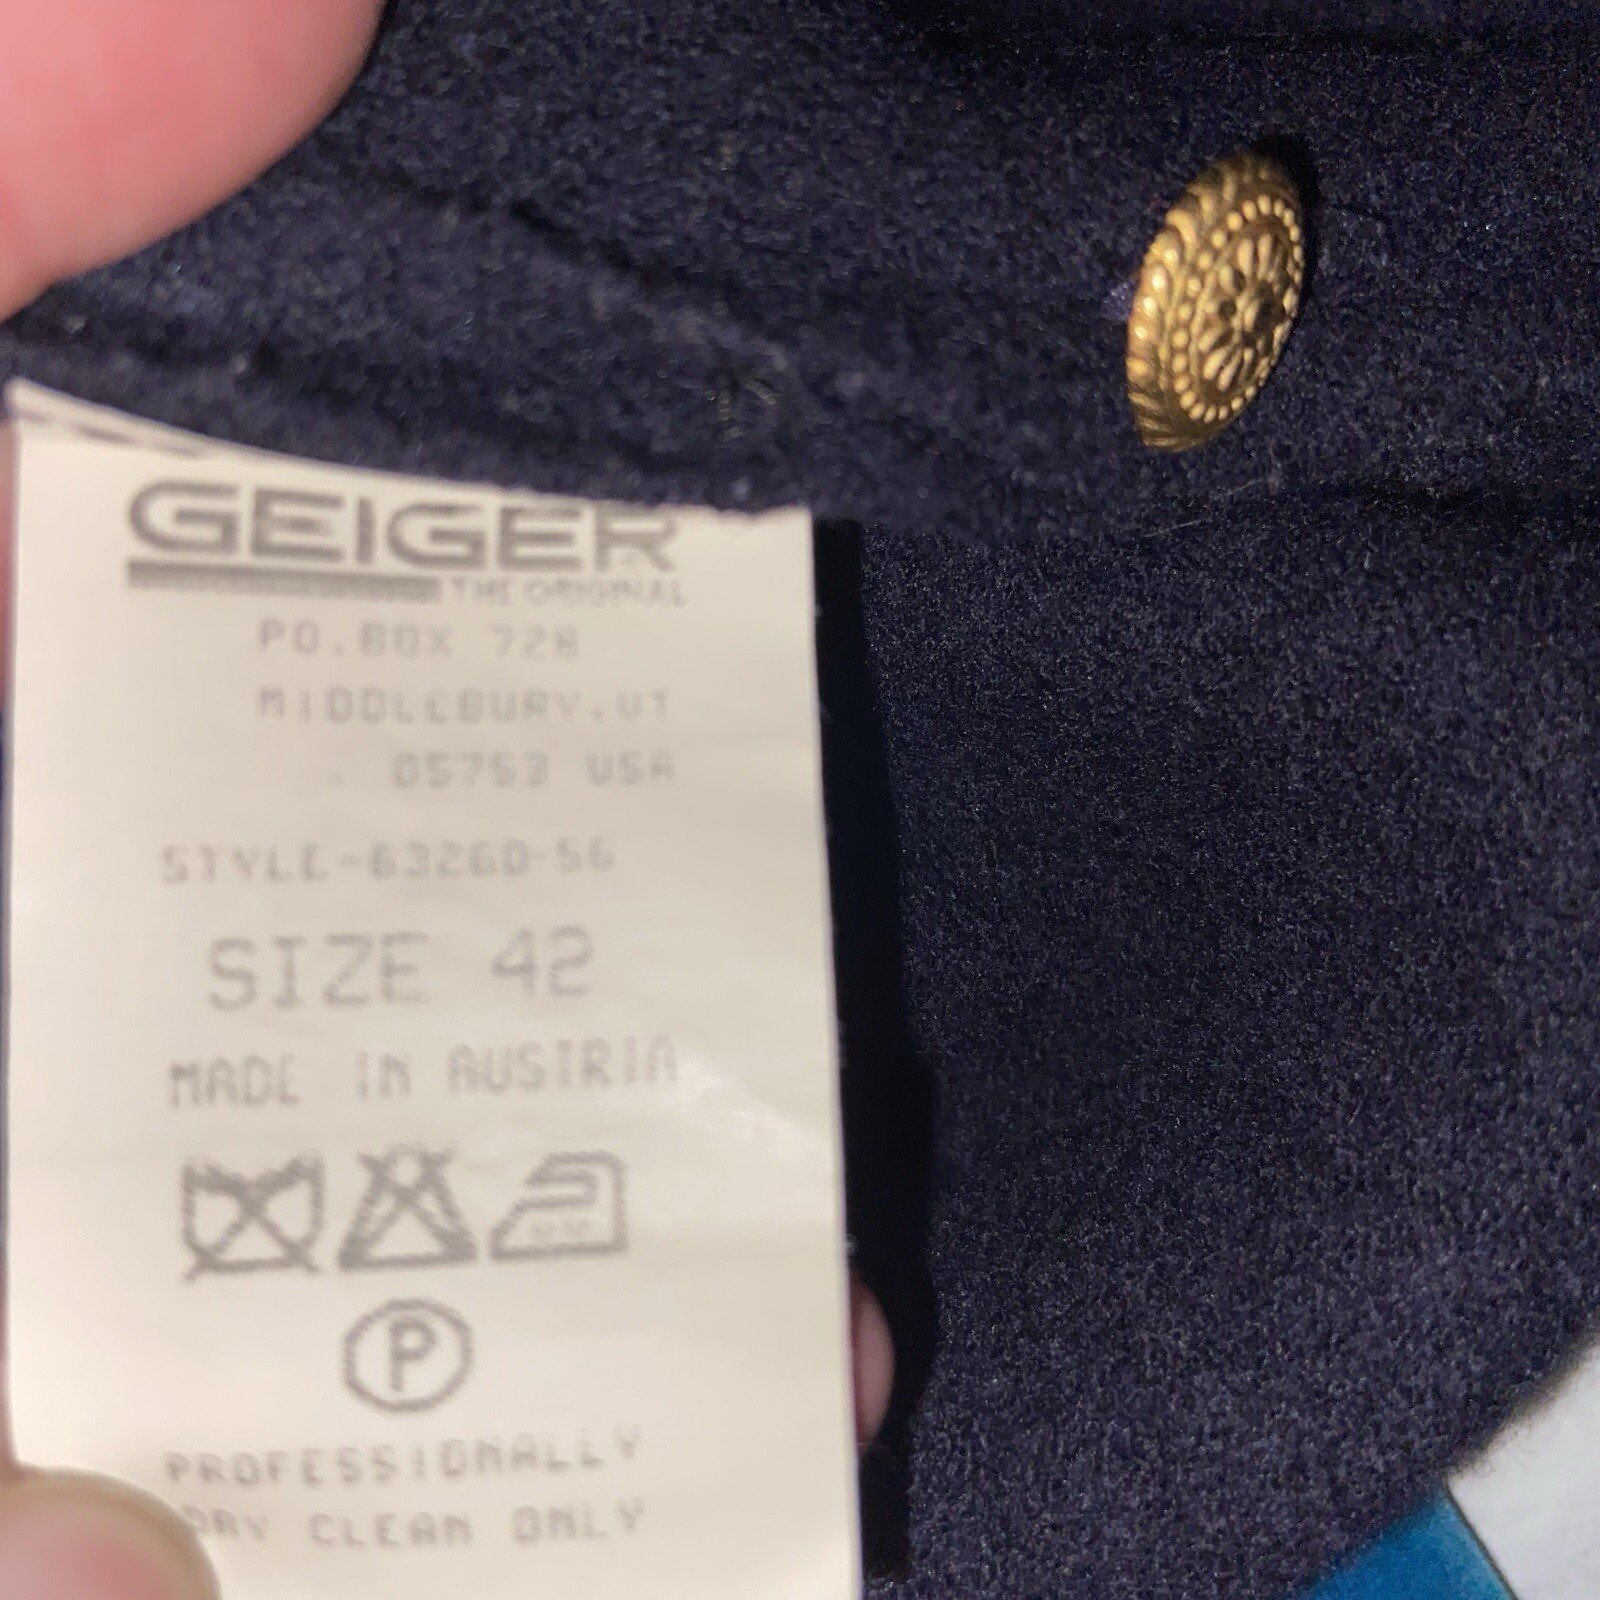 GEIGER
THE ORIGINAL
PO.BOX 728
MIDDLEBURY.VT
. 05753 USA
STYLE-63260-56
SIZE 42
MADE IN AUSTRIA
P
PROFESSIONALLY
DRY CLEAN ONLY